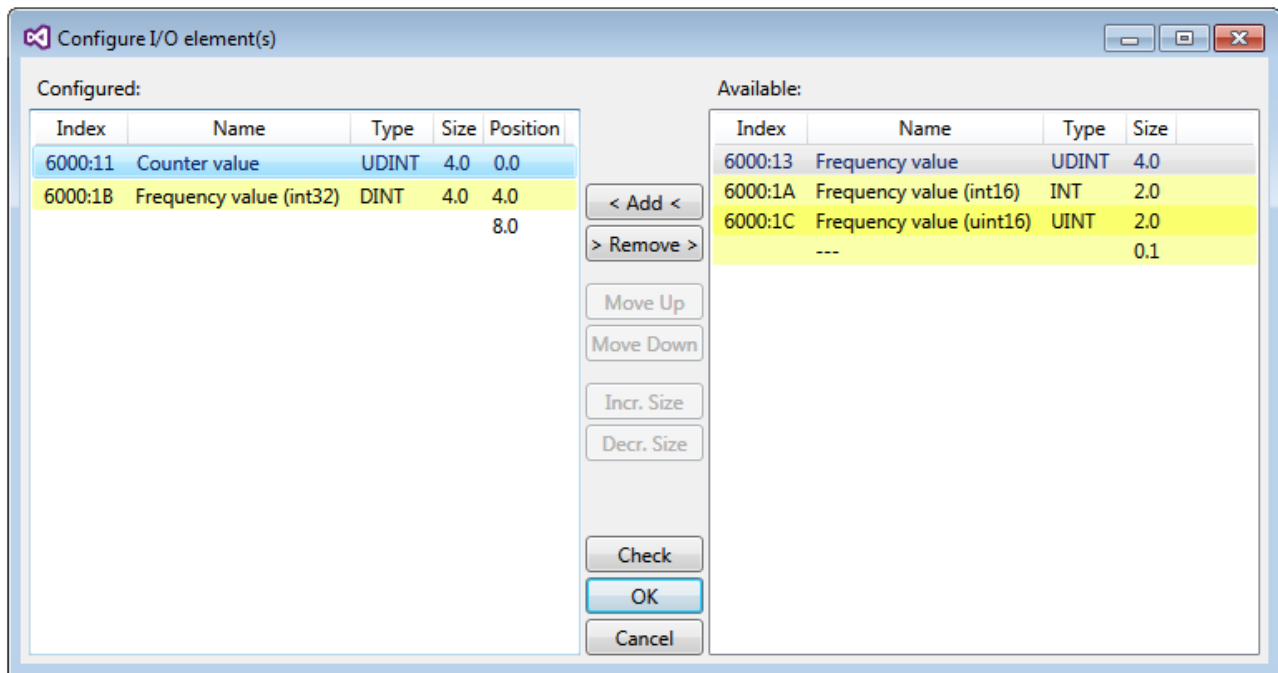 Configure I/O element(s)
Configured:
Index Name Type Size Position
6000:11 Counter value UDINT 4.0 0.0
6000:1B Frequency value (int32) DINT 4.0 4.0
8.0
< Add <
> Remove >
Move Up
Move Down
Incr. Size
Decr. Size
Check
OK
Cancel
Available:
Index Name Type Size
6000:13 Frequency value UDINT 4.0
6000:1A Frequency value (int16) INT 2.0
6000:1C Frequency value (uint16) UINT 2.0
--- 0.1